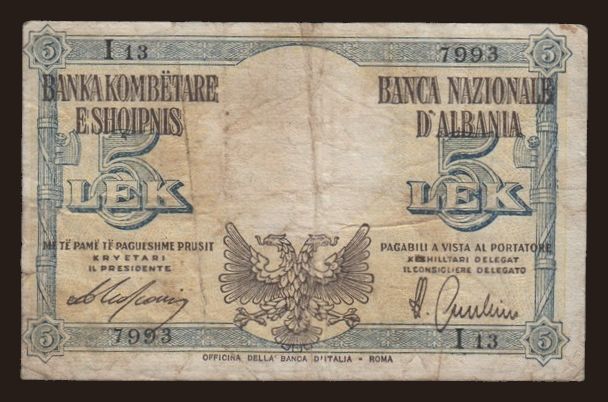 5 I 13 7993 5
BANKA KOMBËTARE
E SHQIPNIS
BANCA NAZIONALE
D'ALBANIA
5
LEK
5
LEK
ME TË PAMË TË PAGUESHME PRUSIT
KRYETARI
IL PRESIDENTE
PAGABILI A VISTA AL PORTATORE
KËSHILLTARI DELEGAT
IL CONSIGLIERE DELEGATO
5 7993 I 13 5
OFFICINA DELLA BANCA D'ITALIA - ROMA